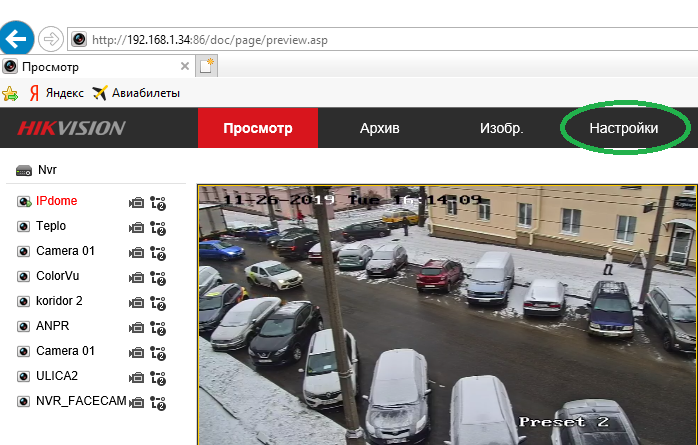 http://192.168.1.34:86/doc/page/preview.asp
Просмотр
Яндекс Авиабилеты
HIKVISION Просмотр Архив Изобр. Настройки
Nvr
IPdome
Teplo
Camera 01
ColorVu
koridor 2
ANPR
Camera 01
ULICA2
NVR_FACECAM
11-26-2019 Tue 16:14:09
Preset 2